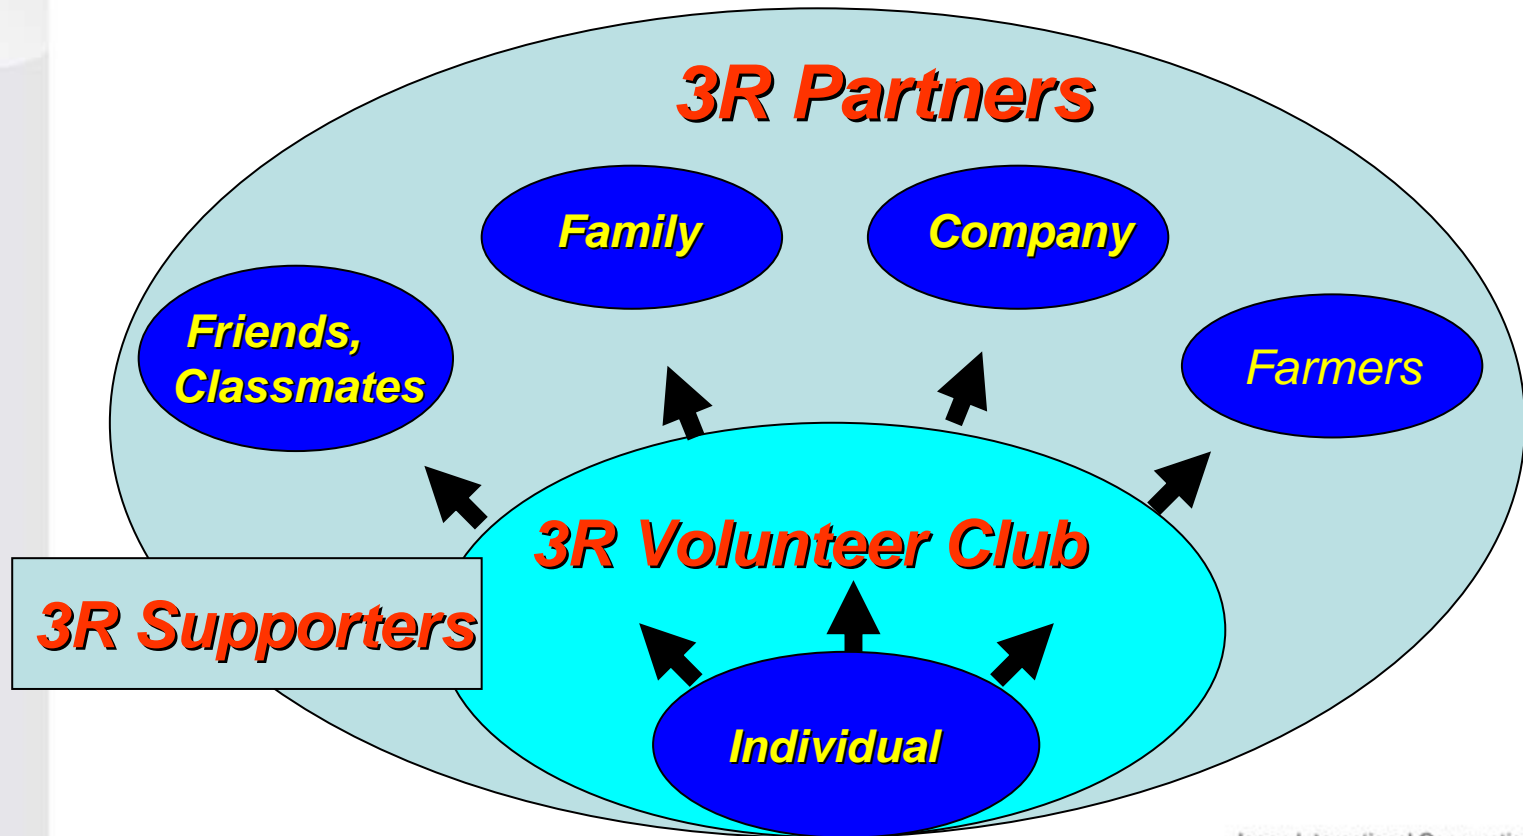 3R Partners
Family
Company
Friends,
Classmates
Farmers
3R Volunteer Club
3R Supporters
Individual